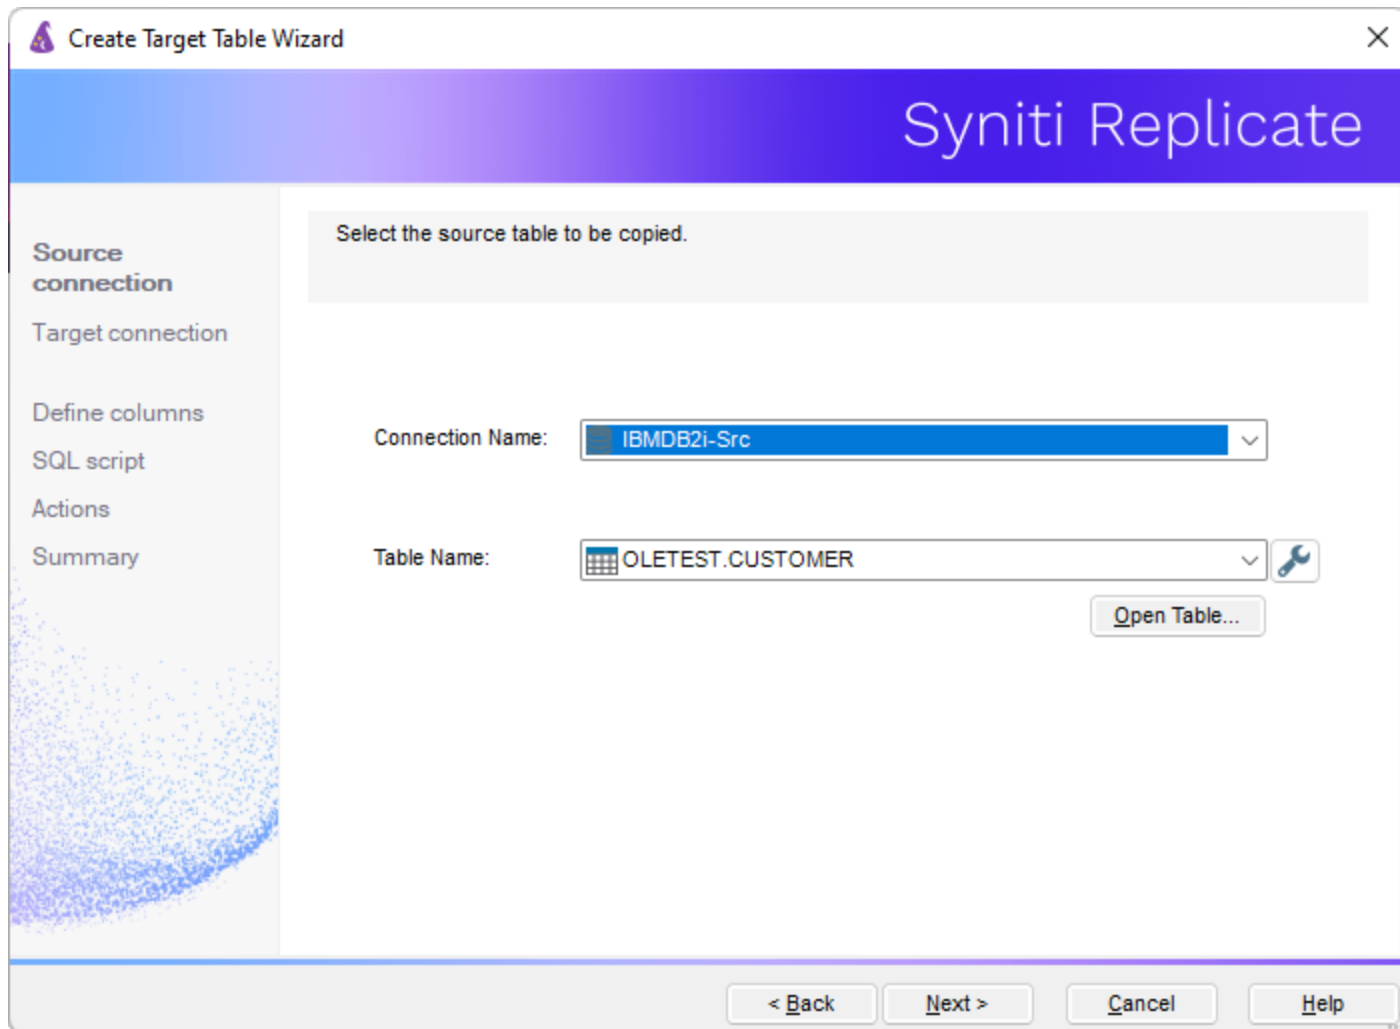 Create Target Table Wizard
Syniti Replicate
Source
connection
Target connection
Define columns
SQL script
Actions
Summary
Select the source table to be copied.
Connection Name:
IBMDB2i-Src
Table Name:
OLETEST.CUSTOMER
Open Table...
< Back
Next >
Cancel
Help